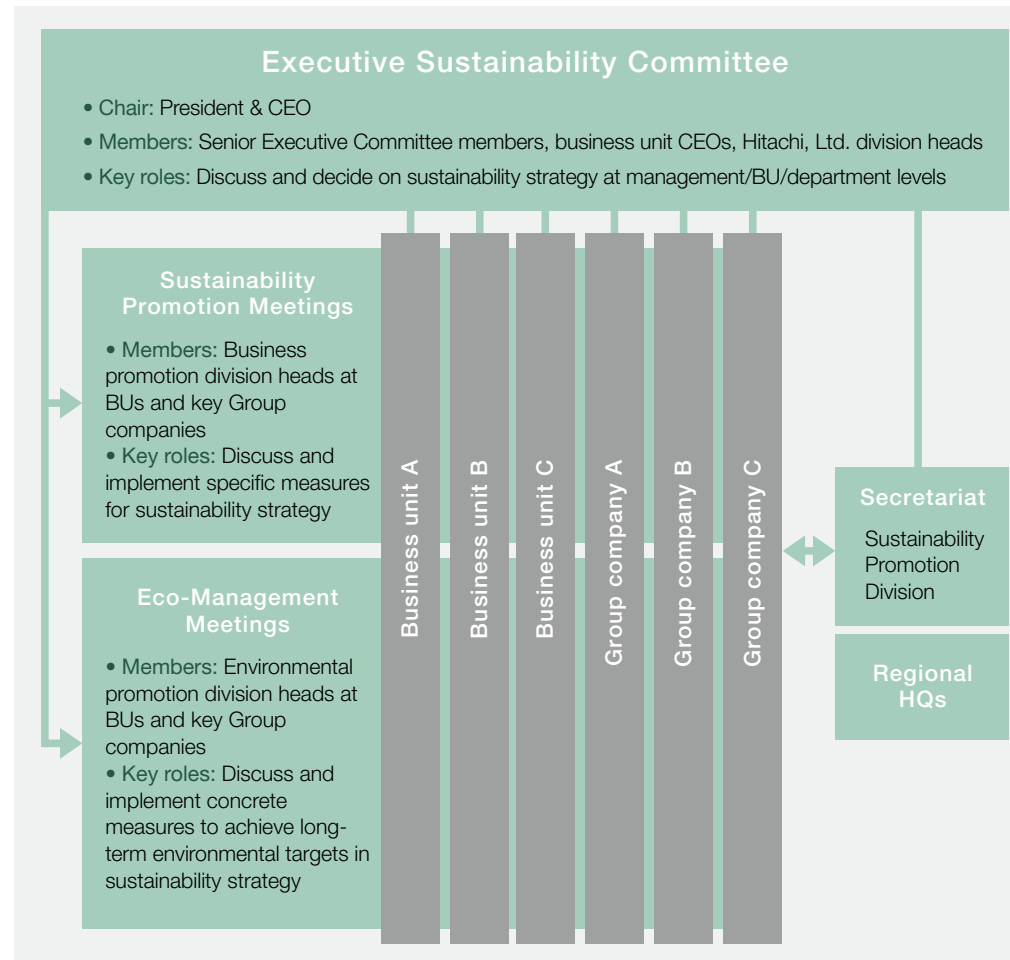 Executive Sustainability Committee
• Chair: President & CEO
• Members: Senior Executive Committee members, business unit CEOs, Hitachi, Ltd. division heads
• Key roles: Discuss and decide on sustainability strategy at management/BU/department levels
Sustainability
Promotion Meetings
• Members: Business
promotion division heads at
BUs and key Group
companies
• Key roles: Discuss and
implement specific measures
for sustainability strategy
Eco-Management
Meetings
• Members: Environmental
promotion division heads at
BUs and key Group
companies
• Key roles: Discuss and
implement concrete
measures to achieve long-
term environmental targets in
sustainability strategy
Business unit A
Business unit B
Business unit C
Group company A
Group company B
Group company C
Secretariat
Sustainability
Promotion
Division
Regional
HQs